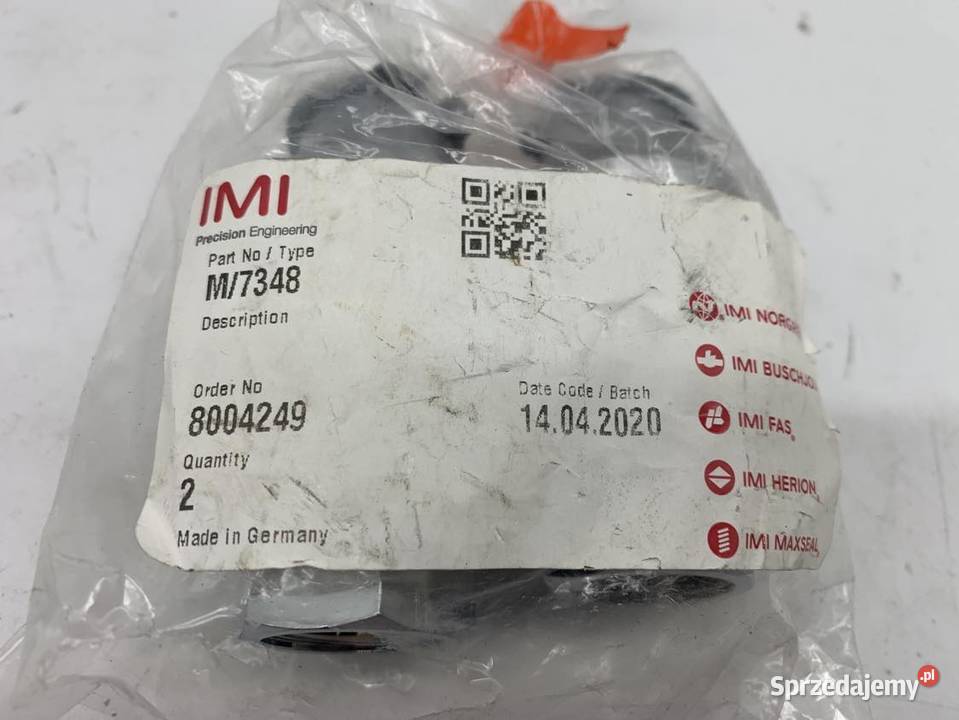 IMI
Precision Engineering
Part No / Type
M/7348
Description
Order No
8004249
Date Code / Batch
14.04.2020
Quantity
2
Made in Germany
IMI
IMI
IMI FAS
IMI HERION
IMI MAXSEAL
Sprzedajemy.pl